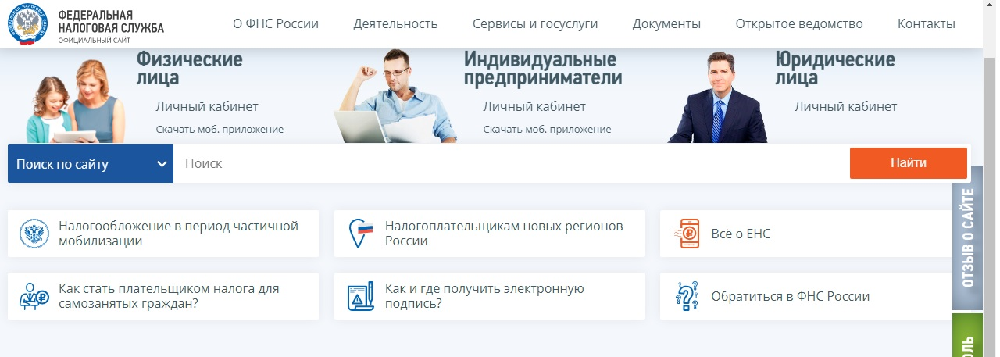 ФЕДЕРАЛЬНАЯ
НАЛОГОВАЯ СЛУЖБА
ОФИЦИАЛЬНЫЙ САЙТ
О ФНС России
Деятельность
Сервисы и госуслуги
Документы
Открытое ведомство
Контакты
Физические
лица
Личный кабинет
Скачать моб. приложение
Индивидуальные
предприниматели
Личный кабинет
Скачать моб. приложение
Юридические
лица
Личный кабинет
Поиск по сайту
Поиск
Найти
ОТЗЫВ О САЙТЕ
Налогообложение в период частичной
мобилизации
Налогоплательщикам новых регионов
России
Всё о ЕНС
Как стать плательщиком налога для
самозанятых граждан?
Как и где получить электронную
подпись?
Обратиться в ФНС России